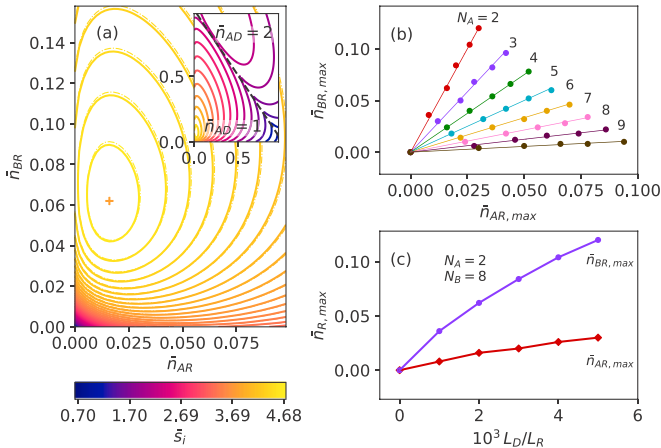 (a)
n̄_AD = 2
n̄_AD = 1
0.5
0.0
0.0 0.5
0.14
0.12
0.10
0.08
0.06
0.04
0.02
0.00
n̄_BR
0.000 0.025 0.050 0.075
n̄_AR
0.70 1.70 2.69 3.69 4.68
s̄_i
(b)
N_A = 2
3
4
5
6
7
8
9
0.10
0.05
0.00
n̄_BR,max
0.000 0.025 0.050 0.075 0.100
n̄_AR,max
(c)
N_A = 2
N_B = 8
n̄_BR,max
n̄_AR,max
0.10
0.05
0.00
n̄_R,max
0 2 4 6
10³ L_D/L_R